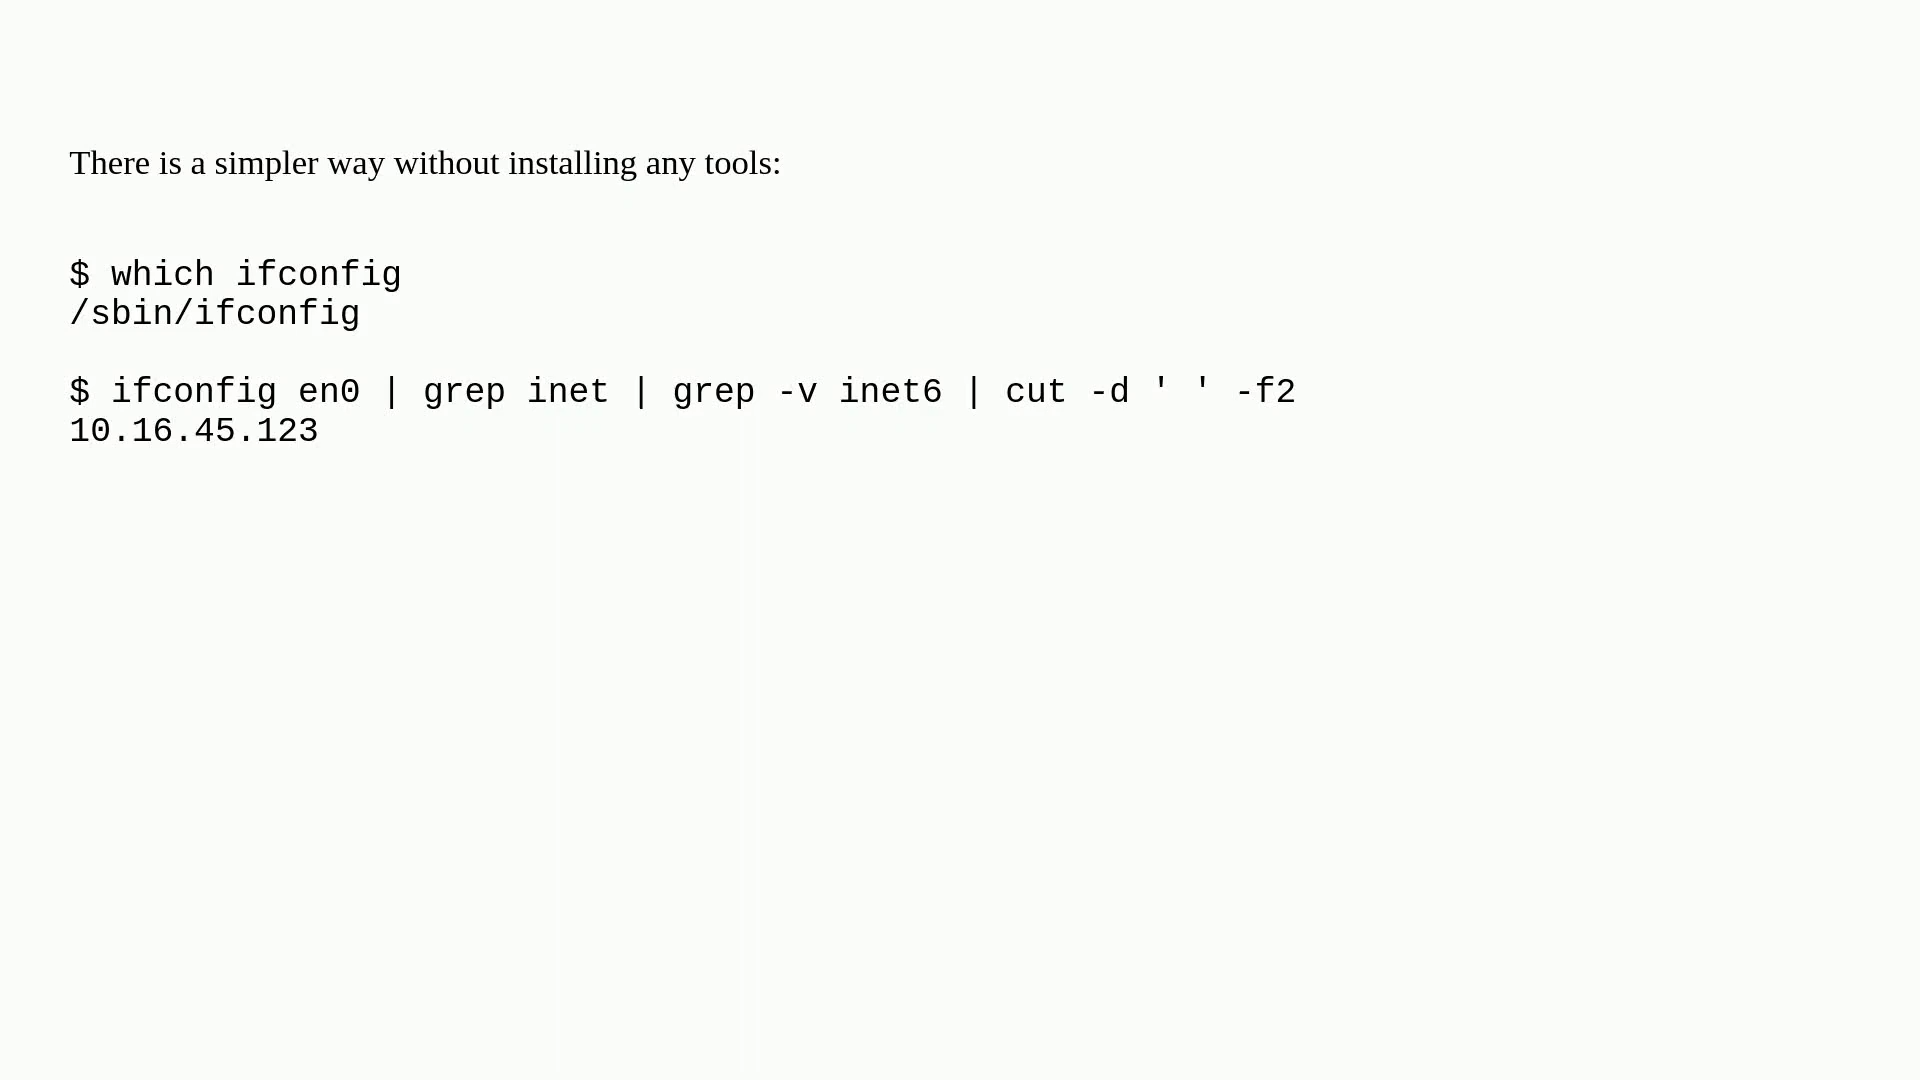 There is a simpler way without installing any tools:
$ which ifconfig
/sbin/ifconfig
$ ifconfig en0 | grep inet | grep -v inet6 | cut -d ' ' -f2
10.16.45.123